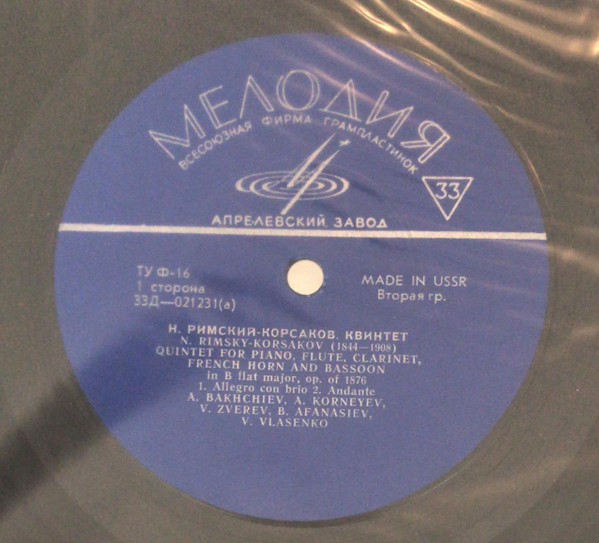 МЕЛОДИЯ
ВСЕСОЮЗНАЯ ФИРМА ГРАМПЛАСТИНОК
33
АПРЕЛЕВСКИЙ ЗАВОД
ТУ Ф-16
1 сторона
33Д—021231(а)
MADE IN USSR
Вторая гр.
Н. РИМСКИЙ-КОРСАКОВ. КВИНТЕТ
N. RIMSKY-KORSAKOV (1844—1908)
QUINTET FOR PIANO, FLUTE, CLARINET,
FRENCH HORN AND BASSOON
in B flat major, op. of 1876
1. Allegro con brio 2. Andante
A. BAKHCHIEV, A. KORNEYEV,
V. ZVEREV, B. AFANASIEV,
V. VLASENKO